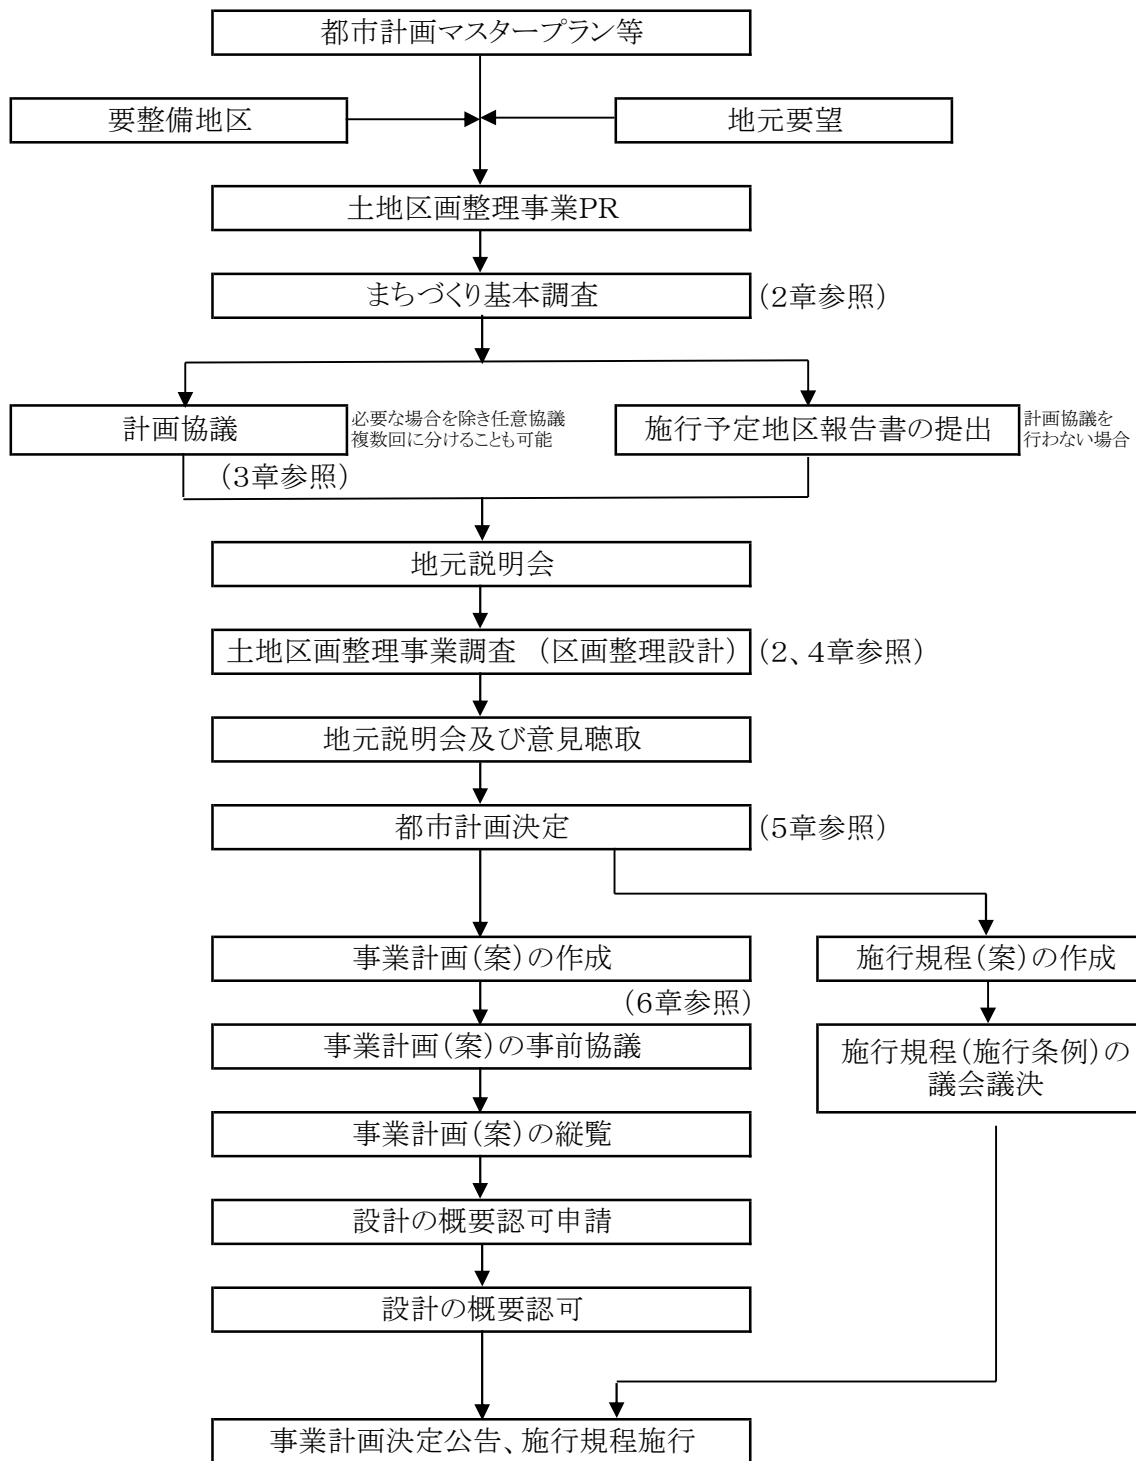 都市計画マスタープラン等
要整備地区
地元要望
土地区画整理事業PR
まちづくり基本調査
(2章参照)
計画協議
必要な場合を除き任意協議
複数回に分けることも可能
施行予定地区報告書の提出
計画協議を
行わない場合
(3章参照)
地元説明会
土地区画整理事業調査 (区画整理設計)
(2、4章参照)
地元説明会及び意見聴取
都市計画決定
(5章参照)
事業計画(案)の作成
施行規程(案)の作成
(6章参照)
事業計画(案)の事前協議
施行規程(施行条例)の
議会議決
事業計画(案)の縦覧
設計の概要認可申請
設計の概要認可
事業計画決定公告、施行規程施行